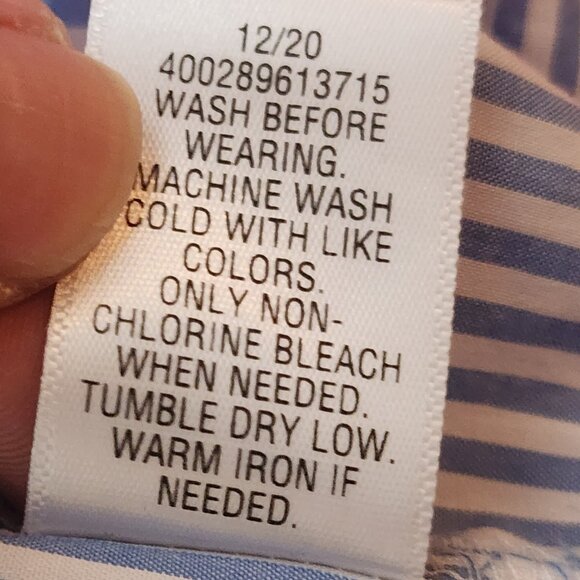 12/20
400289613715
WASH BEFORE
WEARING.
MACHINE WASH
COLD WITH LIKE
COLORS.
ONLY NON-
CHLORINE BLEACH
WHEN NEEDED.
TUMBLE DRY LOW.
WARM IRON IF
NEEDED.